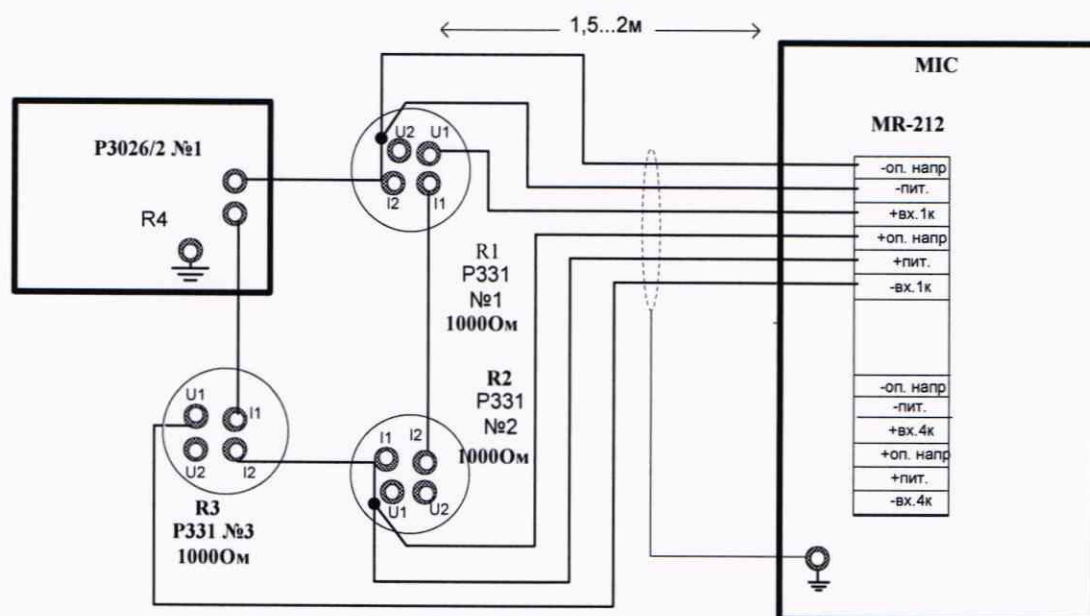 1,5...2м
MIC
MR-212
Р3026/2 №1
R4
U2
U1
I2
I1
R1
Р331
№1
1000Ом
-оп. напр
-пит.
+вх.1к
+оп. напр
+пит.
-вх.1к
R2
Р331
№2
1000Ом
U1
I1
U2
I2
R3
Р331 №3
1000Ом
I1
I2
U1
U2
-оп. напр
-пит.
+вх.4к
+оп. напр
+пит.
-вх.4к